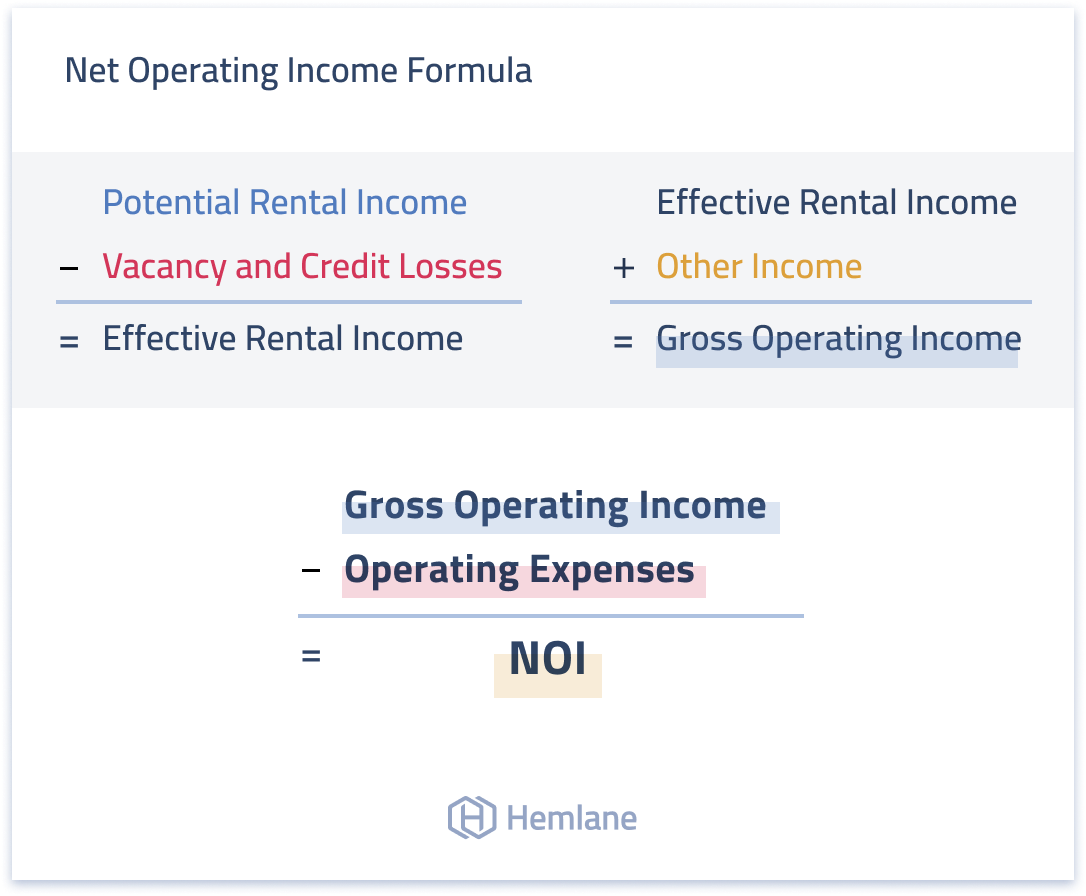 Net Operating Income Formula
Potential Rental Income
− Vacancy and Credit Losses
= Effective Rental Income
Effective Rental Income
+ Other Income
= Gross Operating Income
Gross Operating Income
− Operating Expenses
= NOI
Hemlane